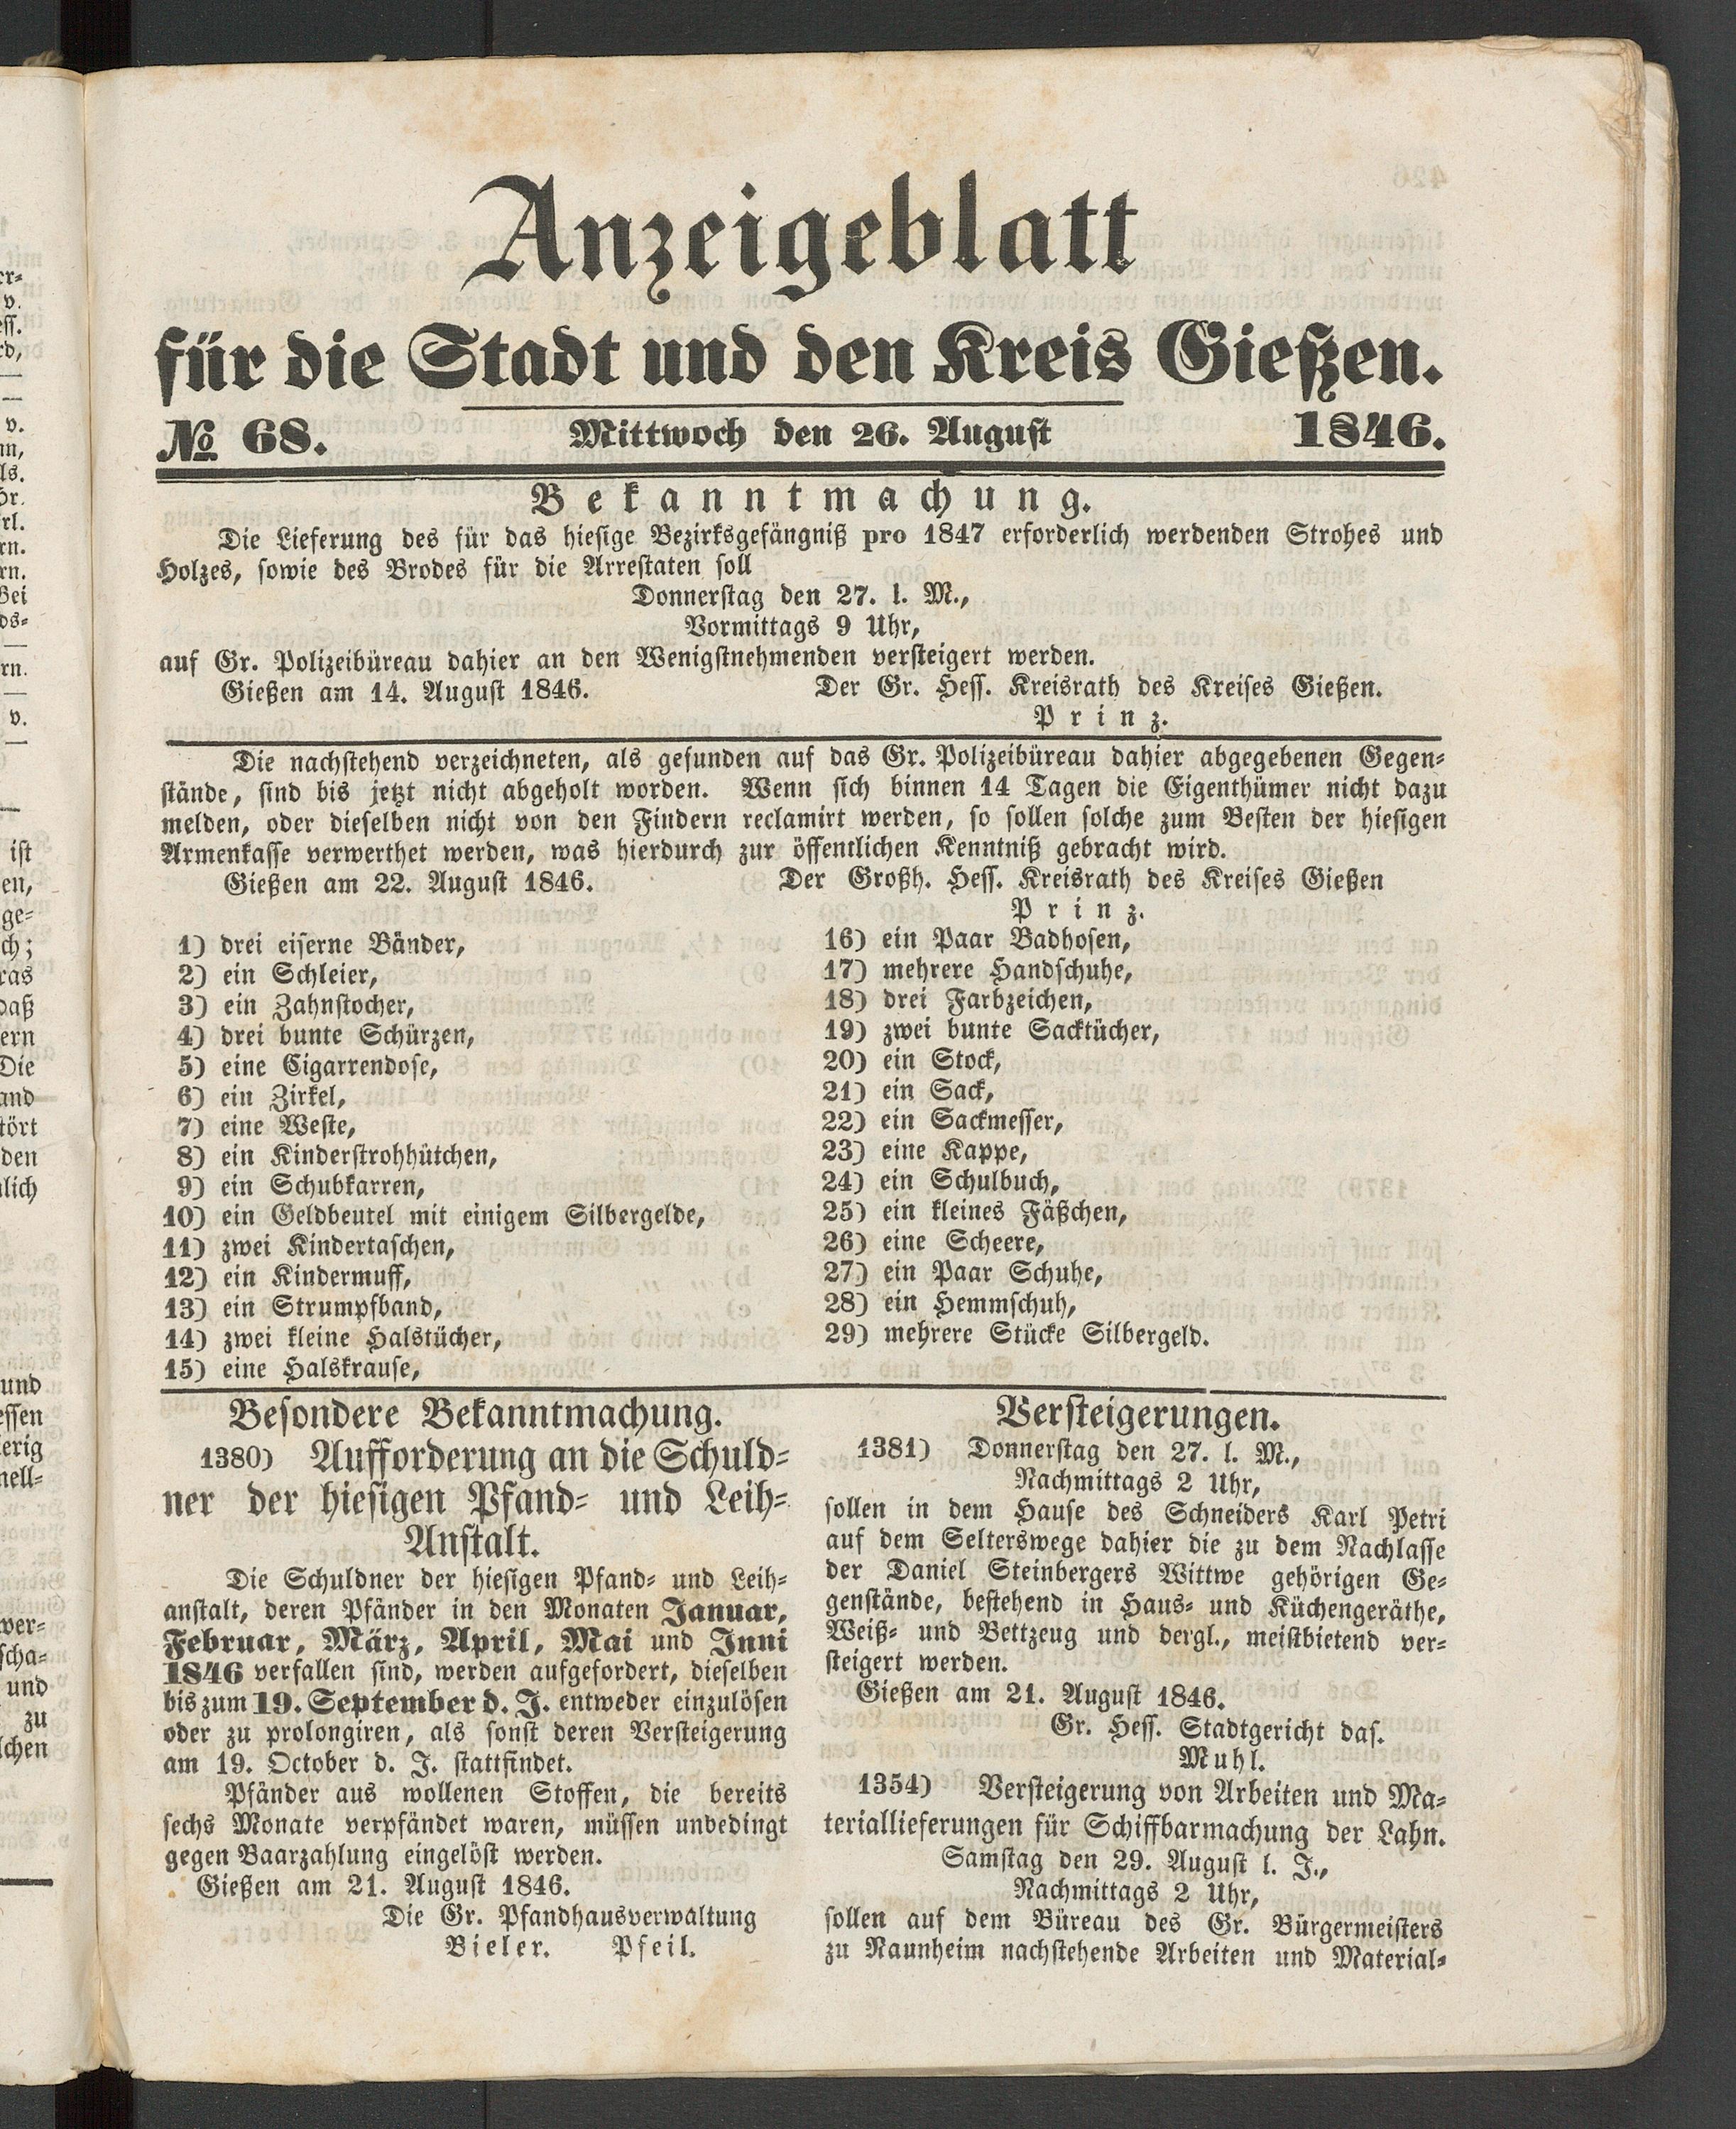 Anzeigeblatt
für die Stadt und den Kreis Gießen.
No 68. Mittwoch den 26. August 1846.
Bekanntmachung.
Die Lieferung des für das hiesige Bezirksgefängniß pro 1847 erforderlich werdenden Strohes und
Holzes, sowie des Brodes für die Arrestaten soll
Donnerstag den 27. l. M.,
Vormittags 9 Uhr,
auf Gr. Polizeibüreau dahier an den Wenigstnehmenden versteigert werden.
Gießen am 14. August 1846. Der Gr. Hess. Kreisrath des Kreises Gießen.
Prinz.
Die nachstehend verzeichneten, als gefunden auf das Gr. Polizeibüreau dahier abgegebenen Gegen-
stände, sind bis jetzt nicht abgeholt worden. Wenn sich binnen 14 Tagen die Eigenthümer nicht dazu
melden, oder dieselben nicht von den Findern reclamirt werden, so sollen solche zum Besten der hiesigen
Armenkasse verwerthet werden, was hierdurch zur öffentlichen Kenntniß gebracht wird.
Gießen am 22. August 1846. Der Großh. Hess. Kreisrath des Kreises Gießen
Prinz.
1) drei eiserne Bänder,
2) ein Schleier,
3) ein Zahnstocher,
4) drei bunte Schürzen,
5) eine Cigarrendose,
6) ein Zirkel,
7) eine Weste,
8) ein Kinderstrohhütchen,
9) ein Schubkarren,
10) ein Geldbeutel mit einigem Silbergelde,
11) zwei Kindertaschen,
12) ein Kindermuff,
13) ein Strumpfband,
14) zwei kleine Halstücher,
15) eine Halskrause,
16) ein Paar Badhosen,
17) mehrere Handschuhe,
18) drei Farbzeichen,
19) zwei bunte Sacktücher,
20) ein Stock,
21) ein Sack,
22) ein Sackmesser,
23) eine Kappe,
24) ein Schulbuch,
25) ein kleines Fäßchen,
26) eine Scheere,
27) ein Paar Schuhe,
28) ein Hemmschuh,
29) mehrere Stücke Silbergeld.
Besondere Bekanntmachung.
1380) Aufforderung an die Schuld-
ner der hiesigen Pfand- und Leih-
Anstalt.
Die Schuldner der hiesigen Pfand- und Leih-
anstalt, deren Pfänder in den Monaten Januar,
Februar, März, April, Mai und Inni
1846 verfallen sind, werden aufgefordert, dieselben
bis zum 19. September d. J. entweder einzulösen
oder zu prolongiren, als sonst deren Versteigerung
am 19. October d. J. stattfindet.
Pfänder aus wollenen Stoffen, die bereits
sechs Monate verpfändet waren, müssen unbedingt
gegen Baarzahlung eingelöst werden.
Gießen am 21. August 1846.
Die Gr. Pfandhausverwaltung
Bieler. Pfeil.
Versteigerungen.
1381) Donnerstag den 27. l. M.,
Nachmittags 2 Uhr,
sollen in dem Hause des Schneiders Karl Petri
auf dem Selterswege dahier die zu dem Nachlasse
der Daniel Steinbergers Wittwe gehörigen Ge-
genstände, bestehend in Haus- und Küchengeräthe,
Weiß- und Bettzeug und dergl., meistbietend ver-
steigert werden.
Gießen am 21. August 1846.
Gr. Hess. Stadtgericht das.
Muhl.
1354) Versteigerung von Arbeiten und Ma-
teriallieferungen für Schiffbarmachung der Lahn.
Samstag den 29. August l. J.,
Nachmittags 2 Uhr,
sollen auf dem Büreau des Gr. Bürgermeisters
zu Naunheim nachstehende Arbeiten und Material-